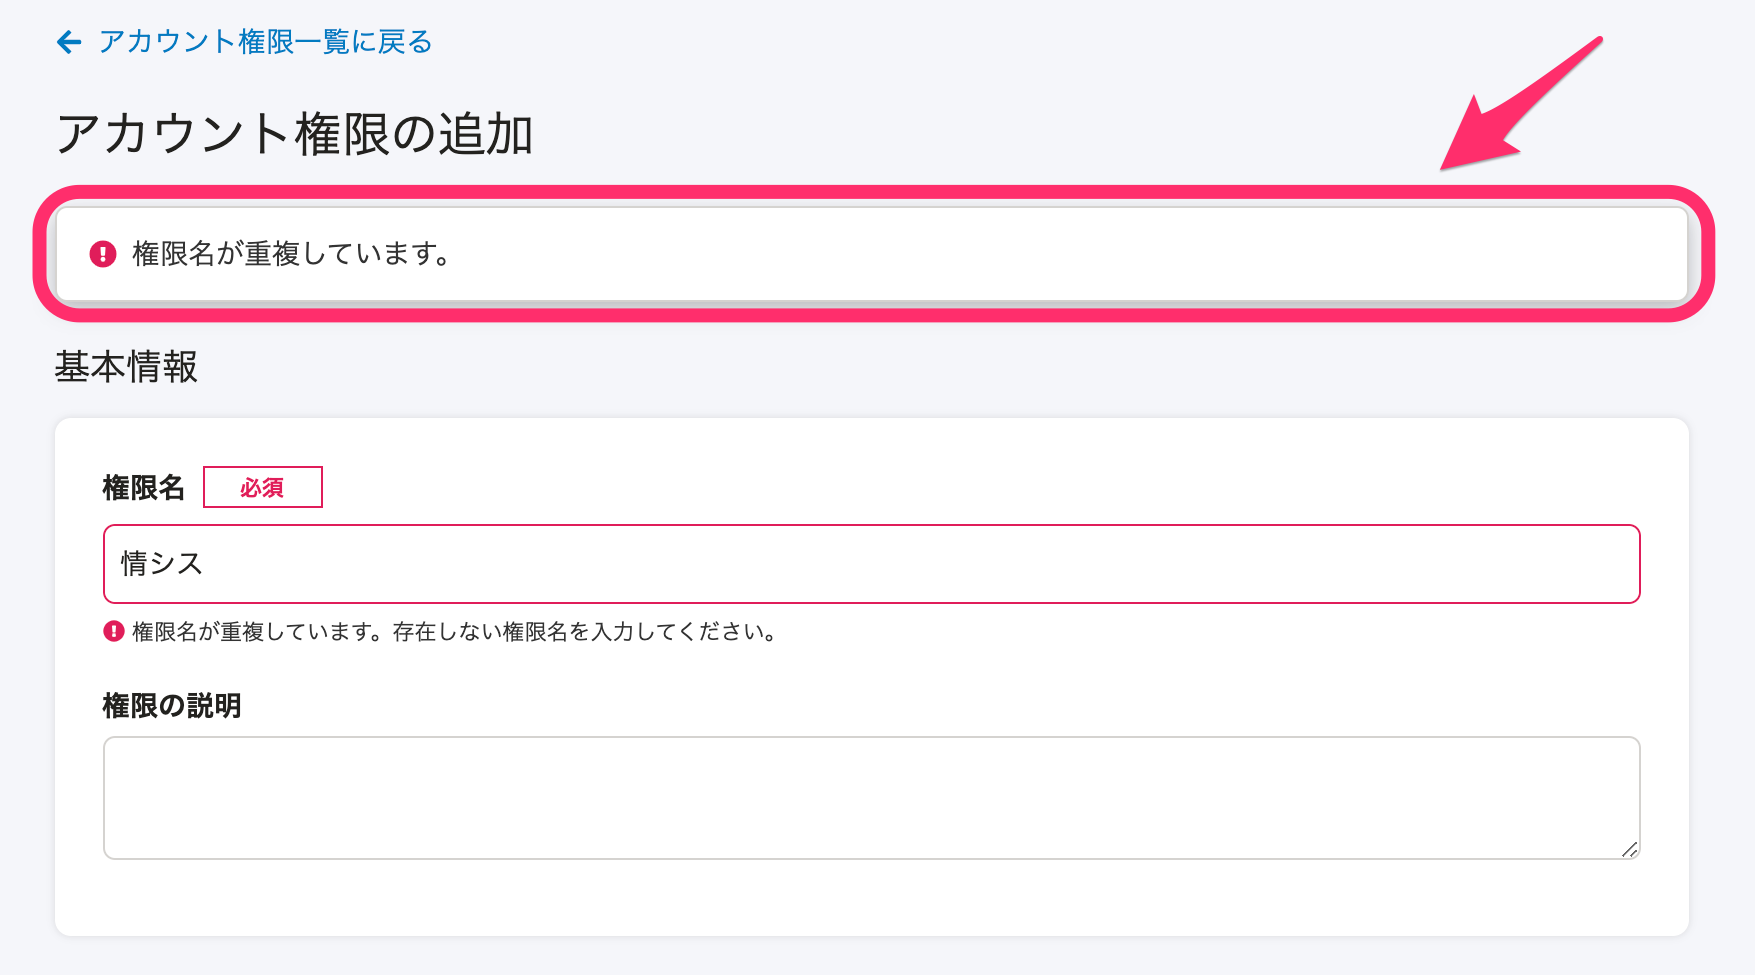 アカウント権限一覧に戻る
アカウント権限の追加
権限名が重複しています。
基本情報
権限名 必須
情シス
権限名が重複しています。存在しない権限名を入力してください。
権限の説明